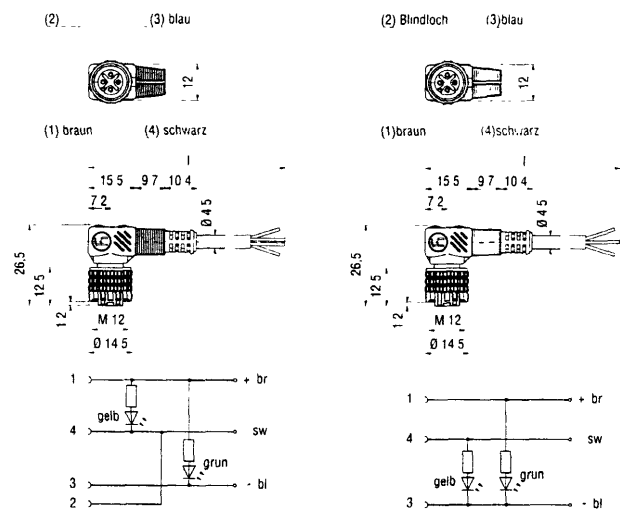 (2) (3) blau
12
(1) braun (4) schwarz
15 5 9 7 10 4
7 2
Ø 4 5
26,5
12 5
1 2
M 12
Ø 14 5
1 + br
gelb
4 sw
grun
3 - bl
2
(2) Blindloch (3)blau
12
(1)braun (4)schwarz
15 5 9 7 10 4
7 2
Ø 4 5
26,5
12 5
1 2
M 12
Ø 14 5
1 + br
4 sw
gelb grun
3 - bl